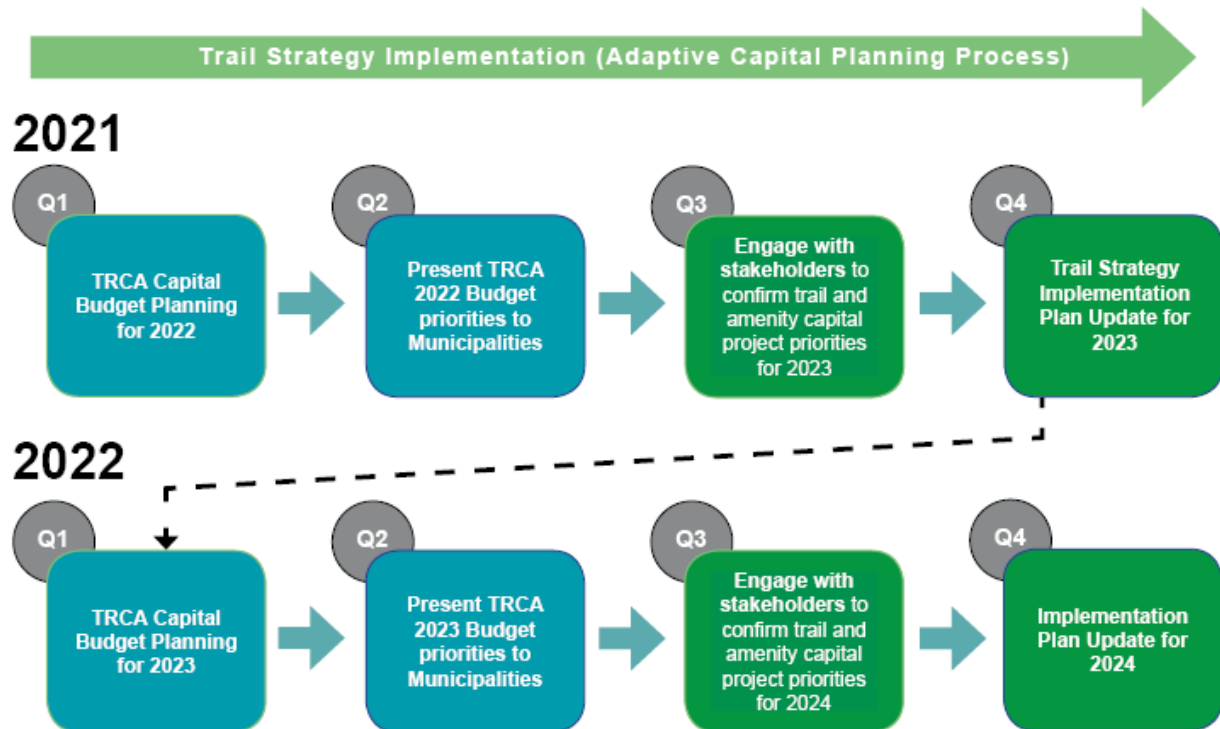 Trail Strategy Implementation (Adaptive Capital Planning Process)
2021
Q1
TRCA Capital
Budget Planning
for 2022
Q2
Present TRCA
2022 Budget
priorities to
Municipalities
Q3
Engage with
stakeholders to
confirm trail and
amenity capital
project priorities
for 2023
Q4
Trail Strategy
Implementation
Plan Update for
2023
2022
Q1
TRCA Capital
Budget Planning
for 2023
Q2
Present TRCA
2023 Budget
priorities to
Municipalities
Q3
Engage with
stakeholders to
confirm trail and
amenity capital
project priorities
for 2024
Q4
Implementation
Plan Update for
2024